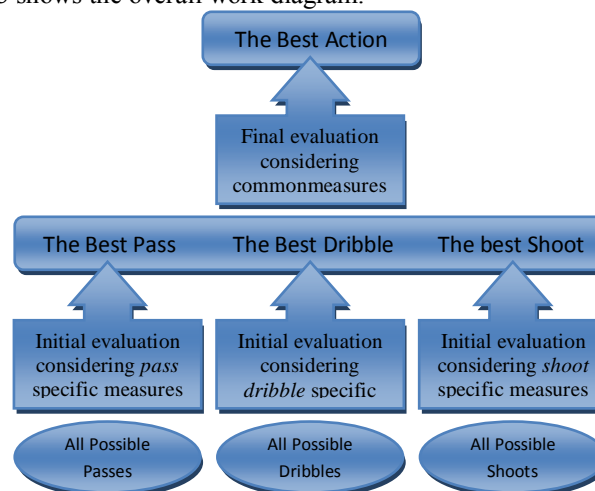 shows the overall work diagram.
The Best Action
Final evaluation
considering
commonmeasures
The Best Pass The Best Dribble The best Shoot
Initial evaluation
considering pass
specific measures
Initial evaluation
considering
dribble specific
Initial evaluation
considering shoot
specific measures
All Possible
Passes
All Possible
Dribbles
All Possible
Shoots